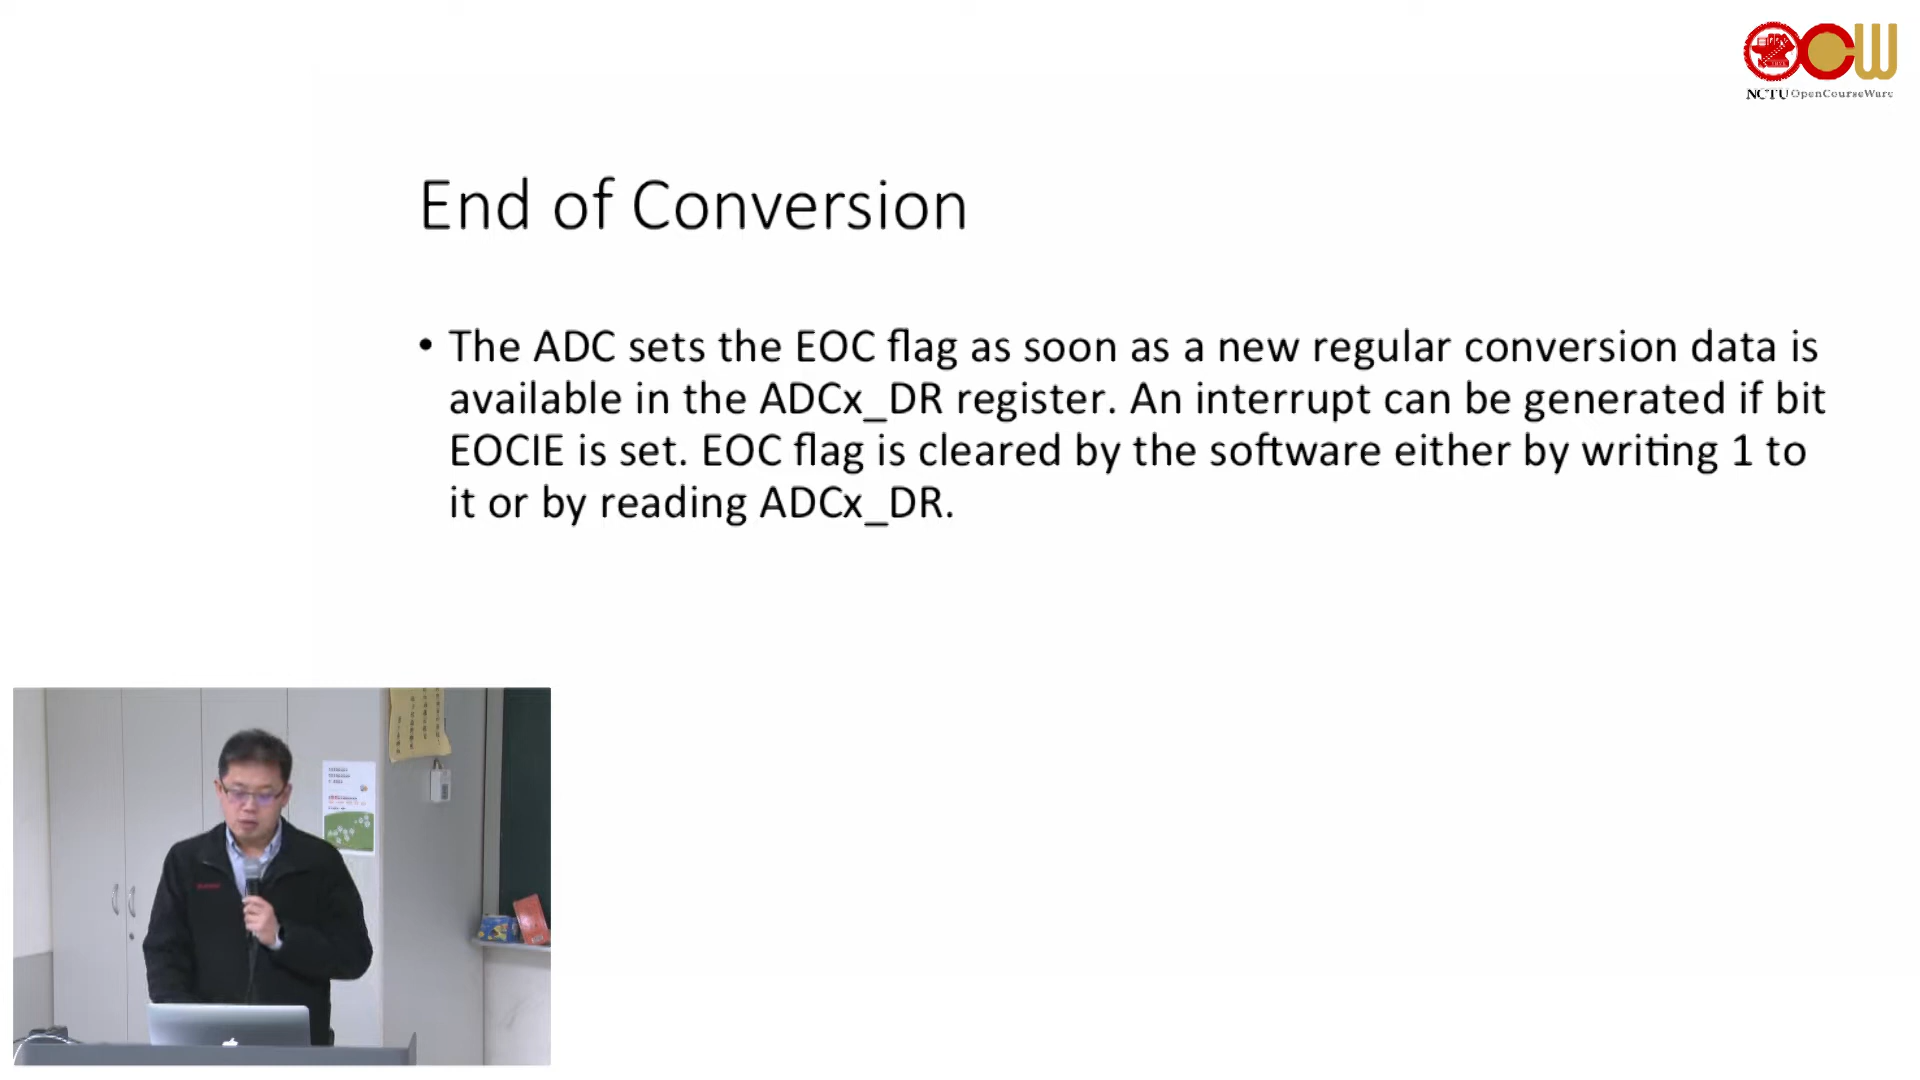 NCTU OpenCourseWare
End of Conversion
• The ADC sets the EOC flag as soon as a new regular conversion data is
available in the ADCx_DR register. An interrupt can be generated if bit
EOCIE is set. EOC flag is cleared by the software either by writing 1 to
it or by reading ADCx_DR.